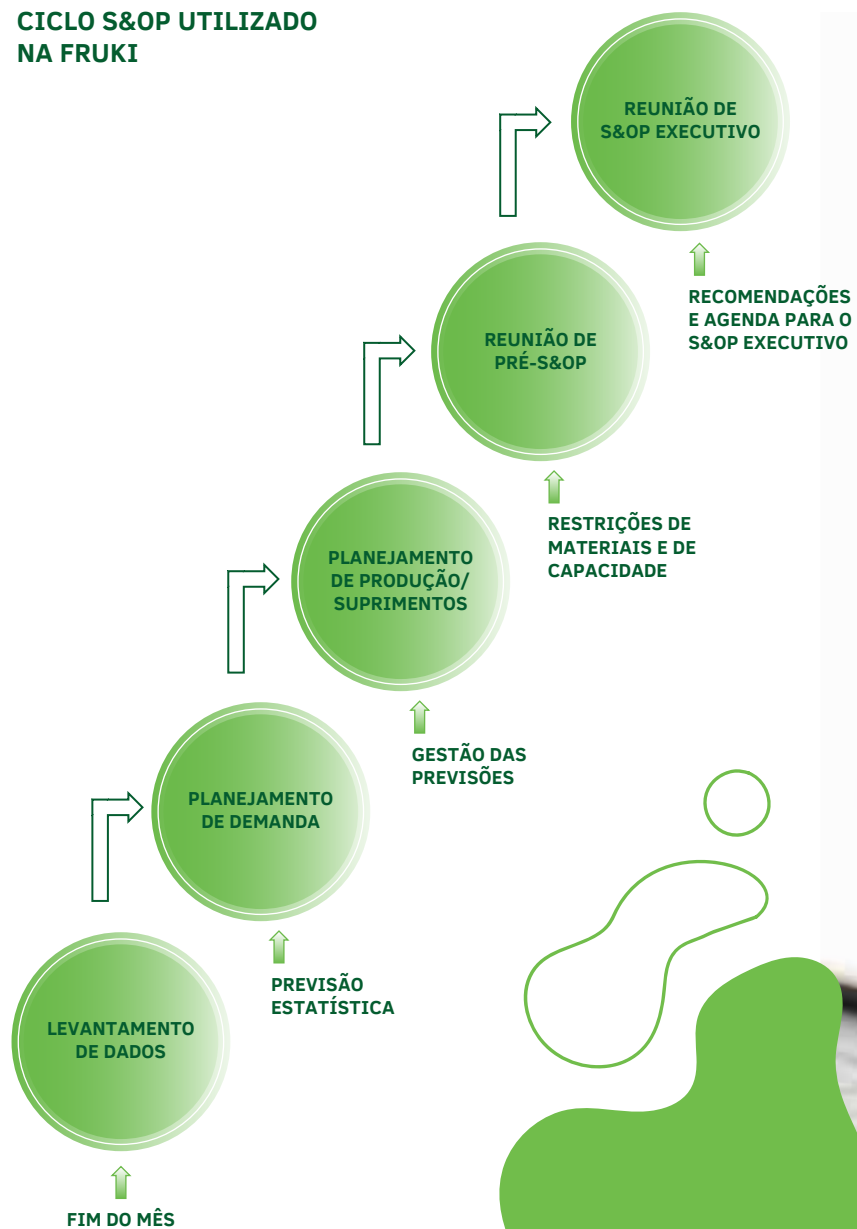 CICLO S&OP UTILIZADO
NA FRUKI
REUNIÃO DE
S&OP EXECUTIVO
RECOMENDAÇÕES
E AGENDA PARA O
S&OP EXECUTIVO
REUNIÃO DE
PRÉ-S&OP
RESTRIÇÕES DE
MATERIAIS E DE
CAPACIDADE
PLANEJAMENTO
DE PRODUÇÃO/
SUPRIMENTOS
GESTÃO DAS
PREVISÕES
PLANEJAMENTO
DE DEMANDA
PREVISÃO
ESTATÍSTICA
LEVANTAMENTO
DE DADOS
FIM DO MÊS